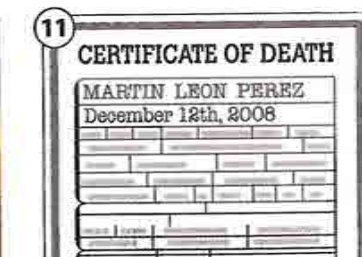 11
CERTIFICATE OF DEATH
MARTIN LEON PEREZ
December 12th, 2008